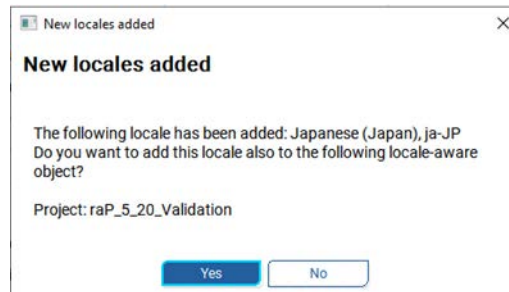 New locales added
New locales added
The following locale has been added: Japanese (Japan), ja-JP
Do you want to add this locale also to the following locale-aware
object?
Project: raP_5_20_Validation
Yes
No